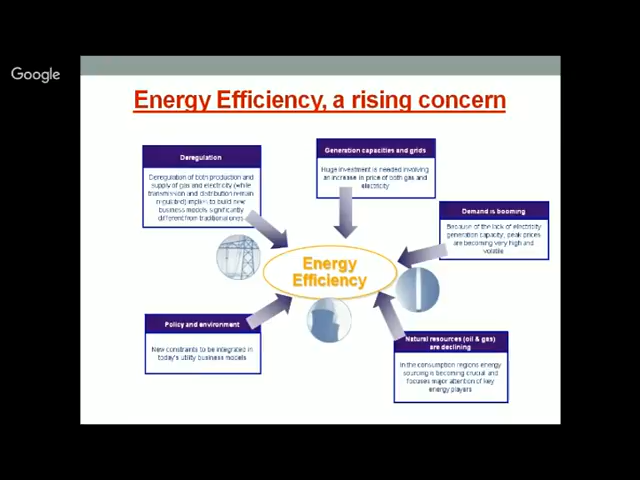 Google
Energy Efficiency, a rising concern
Deregulation
Deregulation of both production and
supply of gas and electricity (while
transmission and distribution remain
regulated) implies to build new
business models significantly
different from traditional ones
Generation capacities and grids
Huge investment is needed involving
an increase in price of both gas and
electricity
Demand is booming
Because of the lack of electricity
generation capacity, peak prices
are becoming very high and
volatile
Energy
Efficiency
Policy and environment
New constraints to be integrated in
today's utility business models
Natural resources (oil & gas)
are declining
In the consumption regions energy
sourcing is becoming crucial and
focuses major attention of key
energy players